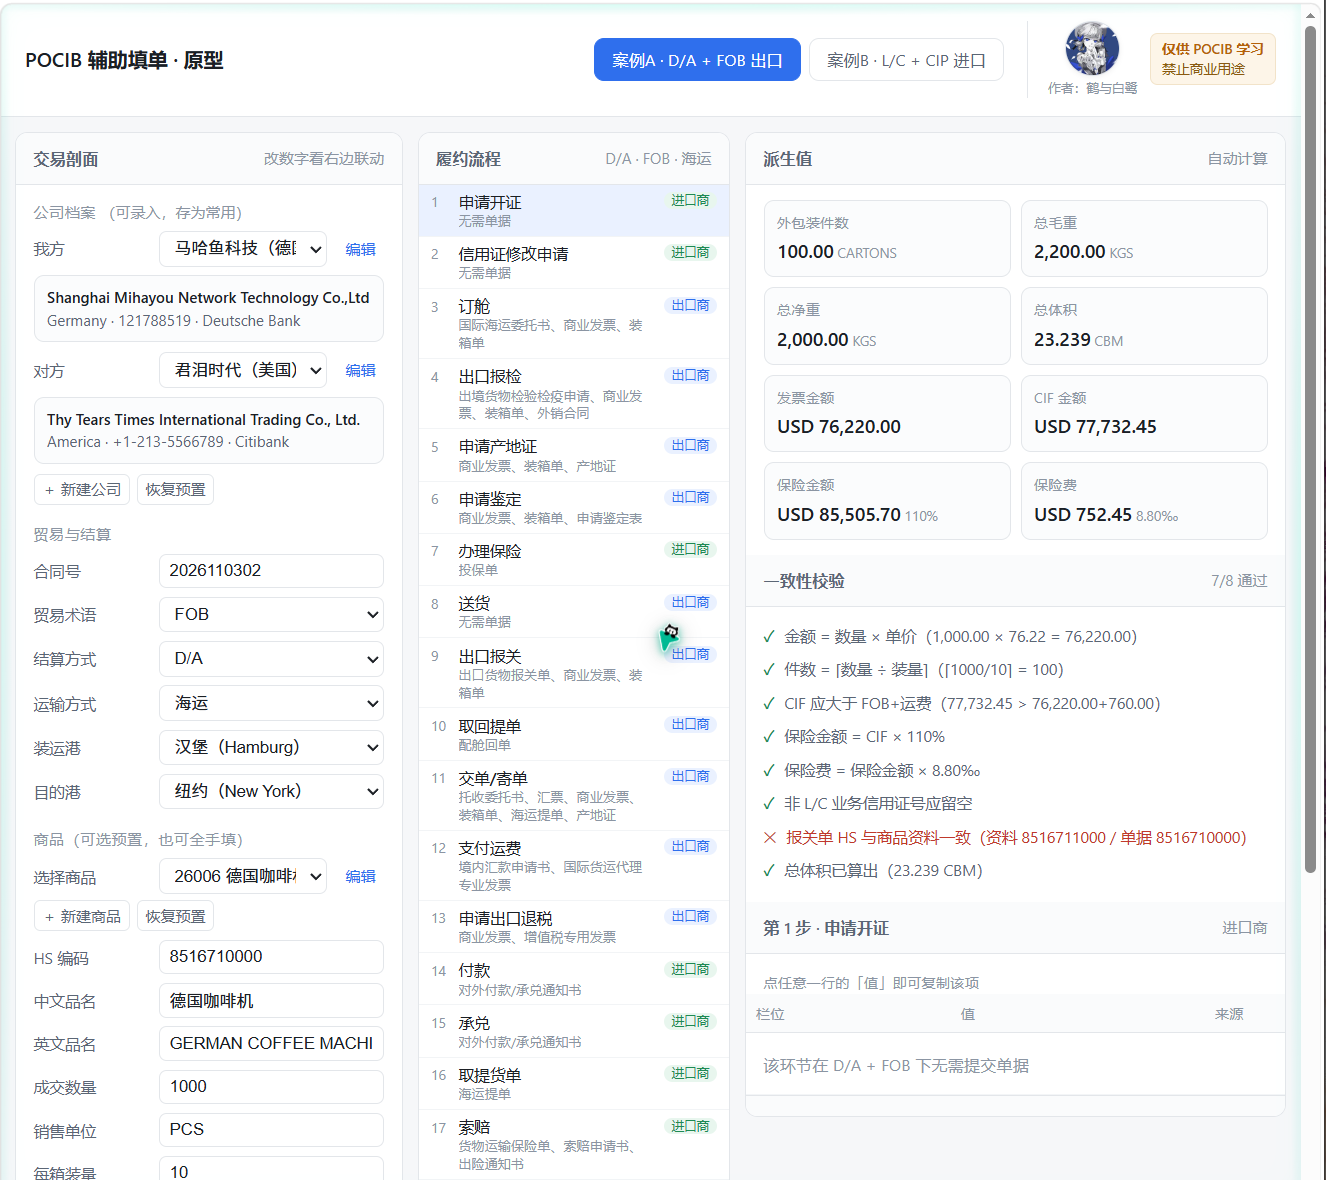 POCIB 辅助填单 · 原型
案例A · D/A + FOB 出口
案例B · L/C + CIP 进口
作者：鹤与白鹭
仅供 POCIB 学习
禁止商业用途
交易剖面
改数字看右边联动
公司档案 （可录入，存为常用）
我方
马哈鱼科技（德国
编辑
Shanghai Mihayou Network Technology Co.,Ltd
Germany · 121788519 · Deutsche Bank
对方
君泪时代（美国）
编辑
Thy Tears Times International Trading Co., Ltd.
America · +1-213-5566789 · Citibank
+ 新建公司
恢复预置
贸易与结算
合同号
2026110302
贸易术语
FOB
结算方式
D/A
运输方式
海运
装运港
汉堡（Hamburg）
目的港
纽约（New York）
商品（可选预置，也可全手填）
选择商品
26006 德国咖啡机
编辑
+ 新建商品
恢复预置
HS 编码
8516710000
中文品名
德国咖啡机
英文品名
GERMAN COFFEE MACHI
成交数量
1000
销售单位
PCS
每箱装量
10
履约流程
D/A · FOB · 海运
1 申请开证 进口商
无需单据
2 信用证修改申请 进口商
无需单据
3 订舱 出口商
国际海运委托书、商业发票、装
箱单
4 出口报检 出口商
出境货物检验检疫申请、商业发
票、装箱单、外销合同
5 申请产地证 出口商
商业发票、装箱单、产地证
6 申请鉴定 出口商
商业发票、装箱单、申请鉴定表
7 办理保险 进口商
投保单
8 送货 出口商
无需单据
9 出口报关 出口商
出口货物报关单、商业发票、装
箱单
10 取回提单 出口商
配舱回单
11 交单/寄单 出口商
托收委托书、汇票、商业发票、
装箱单、海运提单、产地证
12 支付运费 出口商
境内汇款申请书、国际货运代理
专业发票
13 申请出口退税 出口商
商业发票、增值税专用发票
14 付款 进口商
对外付款/承兑通知书
15 承兑 进口商
对外付款/承兑通知书
16 取提货单 进口商
海运提单
17 索赔 进口商
货物运输保险单、索赔申请书、
出险通知书
派生值
自动计算
外包装件数
100.00 CARTONS
总毛重
2,200.00 KGS
总净重
2,000.00 KGS
总体积
23.239 CBM
发票金额
USD 76,220.00
CIF 金额
USD 77,732.45
保险金额
USD 85,505.70 110%
保险费
USD 752.45 8.80‰
一致性校验
7/8 通过
✓ 金额 = 数量 × 单价（1,000.00 × 76.22 = 76,220.00）
✓ 件数 = ⌈数量 ÷ 装量⌉（⌈1000/10⌉ = 100）
✓ CIF 应大于 FOB+运费（77,732.45 > 76,220.00+760.00）
✓ 保险金额 = CIF × 110%
✓ 保险费 = 保险金额 × 8.80‰
✓ 非 L/C 业务信用证号应留空
✕ 报关单 HS 与商品资料一致（资料 8516711000 / 单据 8516710000）
✓ 总体积已算出（23.239 CBM）
第 1 步 · 申请开证
进口商
点任意一行的「值」即可复制该项
栏位 值 来源
该环节在 D/A + FOB 下无需提交单据